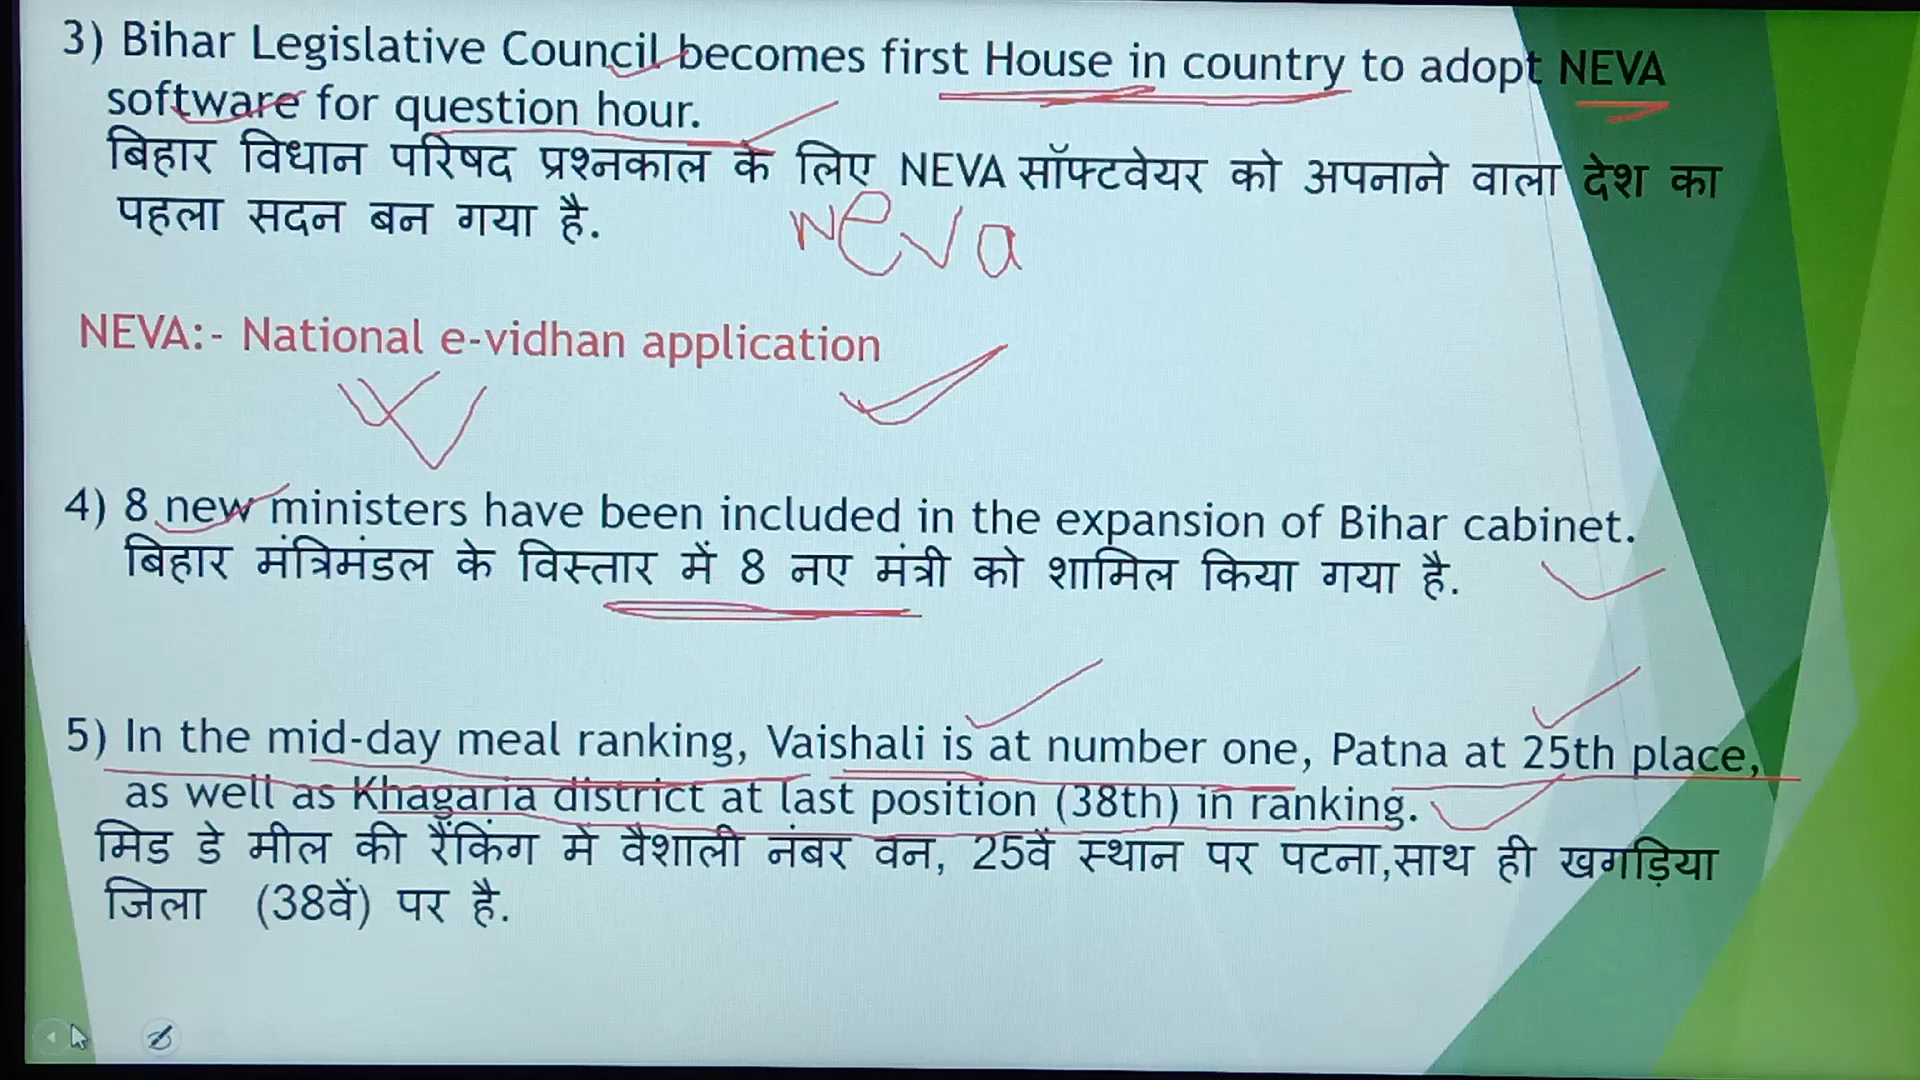 3) Bihar Legislative Council becomes first House in country to adopt NEVA
software for question hour.
बिहार विधान परिषद प्रश्नकाल के लिए NEVA सॉफ्टवेयर को अपनाने वाला देश का
पहला सदन बन गया है.
neva
NEVA:- National e-vidhan application
4) 8 new ministers have been included in the expansion of Bihar cabinet.
बिहार मंत्रिमंडल के विस्तार में 8 नए मंत्री को शामिल किया गया है.
5) In the mid-day meal ranking, Vaishali is at number one, Patna at 25th place,
as well as Khagaria district at last position (38th) in ranking.
मिड डे मील की रैंकिंग में वैशाली नंबर वन, 25वें स्थान पर पटना,साथ ही खगड़िया
जिला (38वें) पर है.